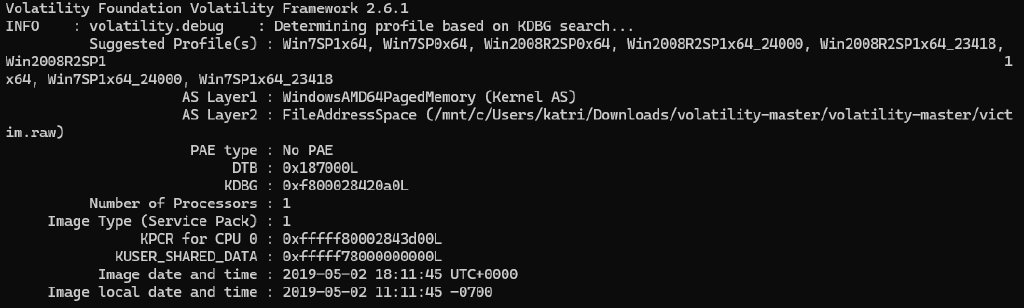 Volatility Foundation Volatility Framework 2.6.1
INFO    : volatility.debug    : Determining profile based on KDBG search...
          Suggested Profile(s) : Win7SP1x64, Win7SP0x64, Win2008R2SP0x64, Win2008R2SP1x64_24000, Win2008R2SP1x64_23418,
Win2008R2SP1                                                                                                            1
x64, Win7SP1x64_24000, Win7SP1x64_23418
                     AS Layer1 : WindowsAMD64PagedMemory (Kernel AS)
                     AS Layer2 : FileAddressSpace (/mnt/c/Users/katri/Downloads/volatility-master/volatility-master/vict
im.raw)
                      PAE type : No PAE
                           DTB : 0x187000L
                          KDBG : 0xf800028420a0L
          Number of Processors : 1
     Image Type (Service Pack) : 1
                KPCR for CPU 0 : 0xfffff80002843d00L
             KUSER_SHARED_DATA : 0xfffff78000000000L
           Image date and time : 2019-05-02 18:11:45 UTC+0000
     Image local date and time : 2019-05-02 11:11:45 -0700